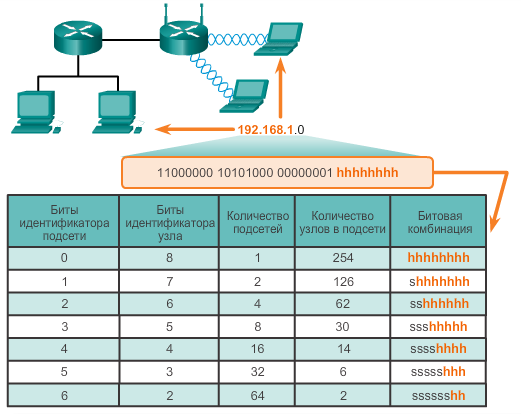 192.168.1.0
11000000 10101000 00000001 hhhhhhhh
Биты идентификатора подсети | Биты идентификатора узла | Количество подсетей | Количество узлов в подсети | Битовая комбинация
0 8 1 254 hhhhhhhh
1 7 2 126 shhhhhhh
2 6 4 62 sshhhhhh
3 5 8 30 ssshhhhh
4 4 16 14 sssshhhh
5 3 32 6 ssssshhh
6 2 64 2 sssssshh